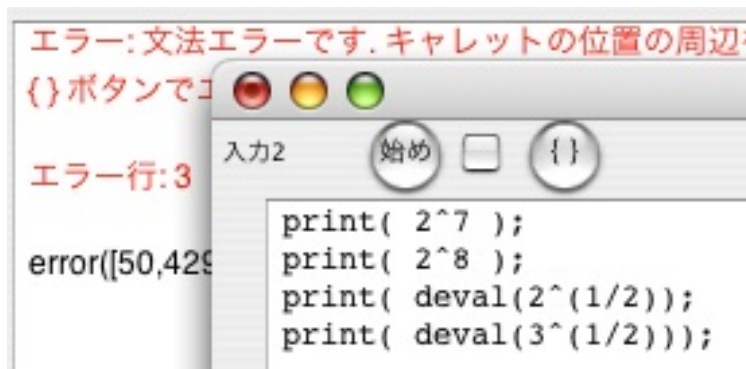 エラー: 文法エラーです. キャレットの位置の周辺
{ } ボタンで
エラー行: 3
error([50,429
入力2
始め
{ }
print( 2^7 );
print( 2^8 );
print( deval(2^(1/2));
print( deval(3^(1/2)));